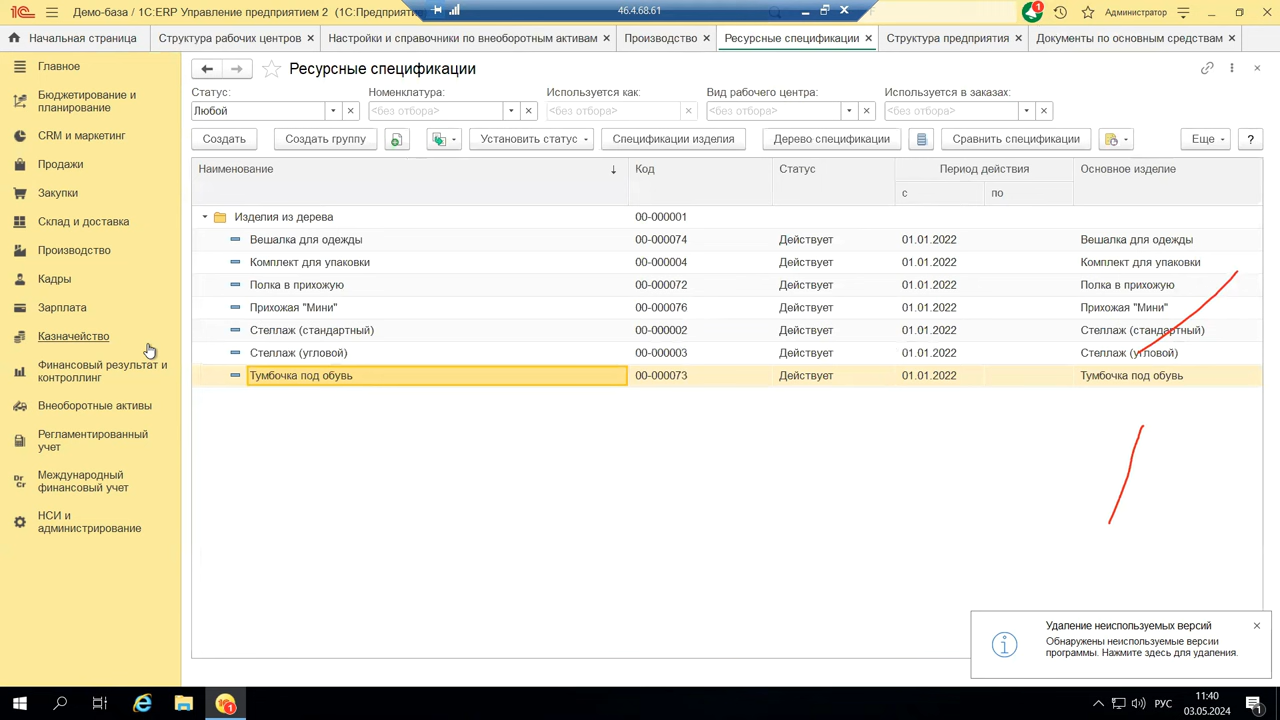 46.4.68.61
Демо-база / 1С:ERP Управление предприятием 2 (1С:Предприятие
1
Администратор
Начальная страница
Структура рабочих центров
Настройки и справочники по внеоборотным активам
Производство
Ресурсные спецификации
Структура предприятия
Документы по основным средствам
Главное
Бюджетирование и
планирование
CRM и маркетинг
Продажи
Закупки
Склад и доставка
Производство
Кадры
Зарплата
Казначейство
Финансовый результат и
контроллинг
Внеоборотные активы
Регламентированный
учет
Международный
финансовый учет
НСИ и
администрирование
Ресурсные спецификации
Статус: Номенклатура: Используется как: Вид рабочего центра: Используется в заказах:
Любой <без отбора> <без отбора> <без отбора> <без отбора>
Создать Создать группу Установить статус Спецификации изделия Дерево спецификации Сравнить спецификации Еще ?
Наименование Код Статус Период действия Основное изделие
с по
Изделия из дерева 00-000001
Вешалка для одежды 00-000074 Действует 01.01.2022 Вешалка для одежды
Комплект для упаковки 00-000004 Действует 01.01.2022 Комплект для упаковки
Полка в прихожую 00-000072 Действует 01.01.2022 Полка в прихожую
Прихожая "Мини" 00-000076 Действует 01.01.2022 Прихожая "Мини"
Стеллаж (стандартный) 00-000002 Действует 01.01.2022 Стеллаж (стандартный)
Стеллаж (угловой) 00-000003 Действует 01.01.2022 Стеллаж (угловой)
Тумбочка под обувь 00-000073 Действует 01.01.2022 Тумбочка под обувь
Удаление неиспользуемых версий
Обнаружены неиспользуемые версии
программы. Нажмите здесь для удаления.
РУС
11:40
03.05.2024
1
1